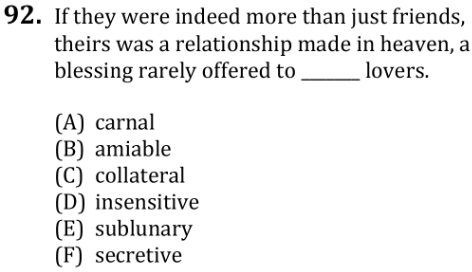 92. If they were indeed more than just friends,
theirs was a relationship made in heaven, a
blessing rarely offered to ______ lovers.
(A) carnal
(B) amiable
(C) collateral
(D) insensitive
(E) sublunary
(F) secretive